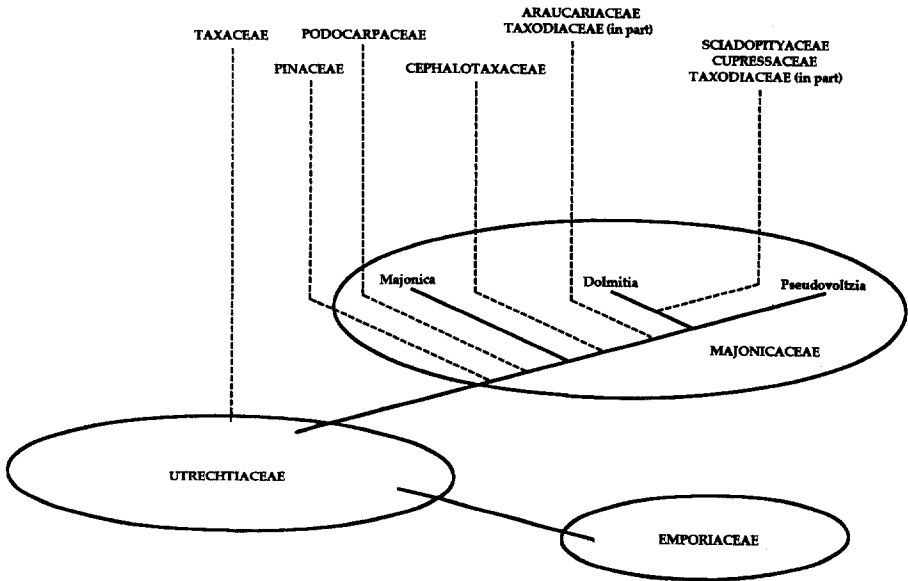 ARAUCARIACEAE
TAXODIACEAE (in part)
TAXACEAE
PODOCARPACEAE
SCIADOPITYACEAE
CUPRESSACEAE
TAXODIACEAE (in part)
PINACEAE
CEPHALOTAXACEAE
Majonica
Dolmitia
Pseudovoltzia
MAJONICACEAE
UTRECHTIACEAE
EMPORIACEAE